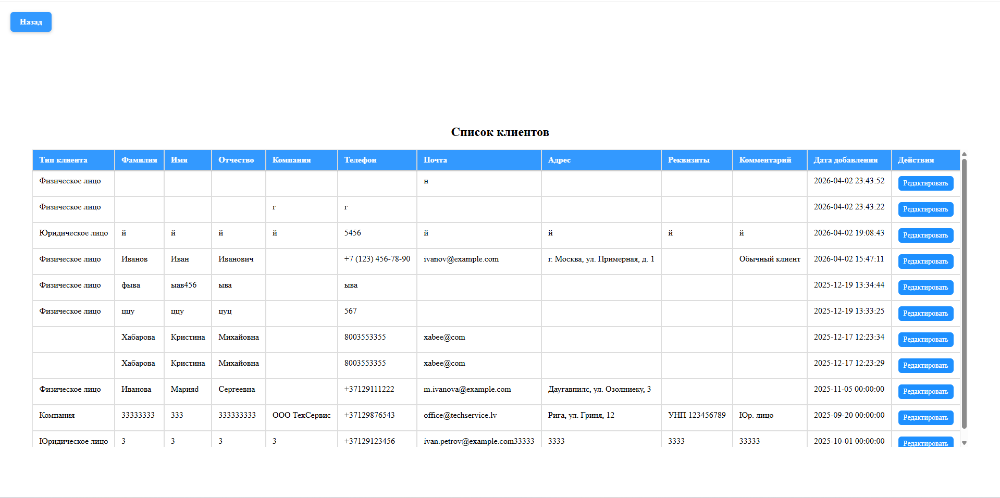 Назад
Список клиентов
Тип клиента Фамилия Имя Отчество Компания Телефон Почта Адрес Реквизиты Комментарий Дата добавления Действия
Физическое лицо н 2026-04-02 23:43:52 Редактировать
Физическое лицо г г 2026-04-02 23:43:22 Редактировать
Юридическое лицо й й й й 5456 й й й й 2026-04-02 19:08:43 Редактировать
Физическое лицо Иванов Иван Иванович +7 (123) 456-78-90 ivanov@example.com г. Москва, ул. Примерная, д. 1 Обычный клиент 2026-04-02 15:47:11 Редактировать
Физическое лицо фыва ыав456 ыва ыва 2025-12-19 13:34:44 Редактировать
Физическое лицо ццу ццу цуц 567 2025-12-19 13:33:25 Редактировать
Хабарова Кристина Михайовна 8003553355 xabee@com 2025-12-17 12:23:34 Редактировать
Хабарова Кристина Михайовна 8003553355 xabee@com 2025-12-17 12:23:29 Редактировать
Физическое лицо Иванова Марияd Сергеевна +37129111222 m.ivanova@example.com Даугавпилс, ул. Озолниеку, 3 2025-11-05 00:00:00 Редактировать
Компания 33333333 333 333333333 ООО ТехСервис +37129876543 office@techservice.lv Рига, ул. Гриня, 12 УНП 123456789 Юр. лицо 2025-09-20 00:00:00 Редактировать
Юридическое лицо 3 3 3 3 +37129123456 ivan.petrov@example.com33333 3333 3333 33333 2025-10-01 00:00:00 Редактировать